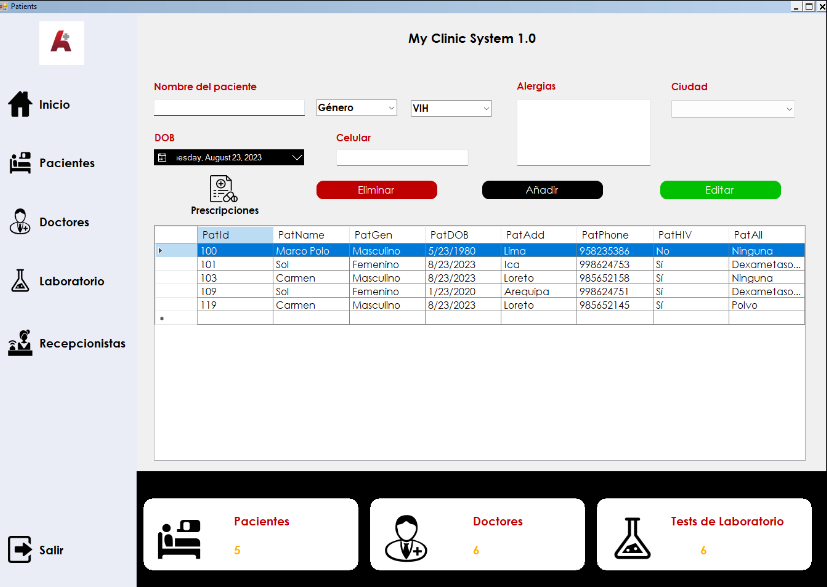 Patients
My Clinic System 1.0
Inicio
Pacientes
Doctores
Laboratorio
Recepcionistas
Salir
Nombre del paciente
Género
VIH
Alergias
Ciudad
DOB
Celular
August 23, 2023
Prescripciones
Eliminar
Añadir
Editar
PatId PatName PatGen PatDOB PatAdd PatPhone PatHIV PatAll
100 Marco Polo Masculino 5/23/1980 Lima 958235386 No Ninguna
101 Sol Femenino 8/23/2023 Ica 998624753 Sí Dexametaso...
103 Carmen Masculino 8/23/2023 Loreto 985652158 Sí Ninguna
109 Sol Femenino 1/23/2020 Arequipa 998624751 Sí Dexametaso...
119 Carmen Masculino 8/23/2023 Loreto 985652145 Sí Polvo
Pacientes
5
Doctores
6
Tests de Laboratorio
6